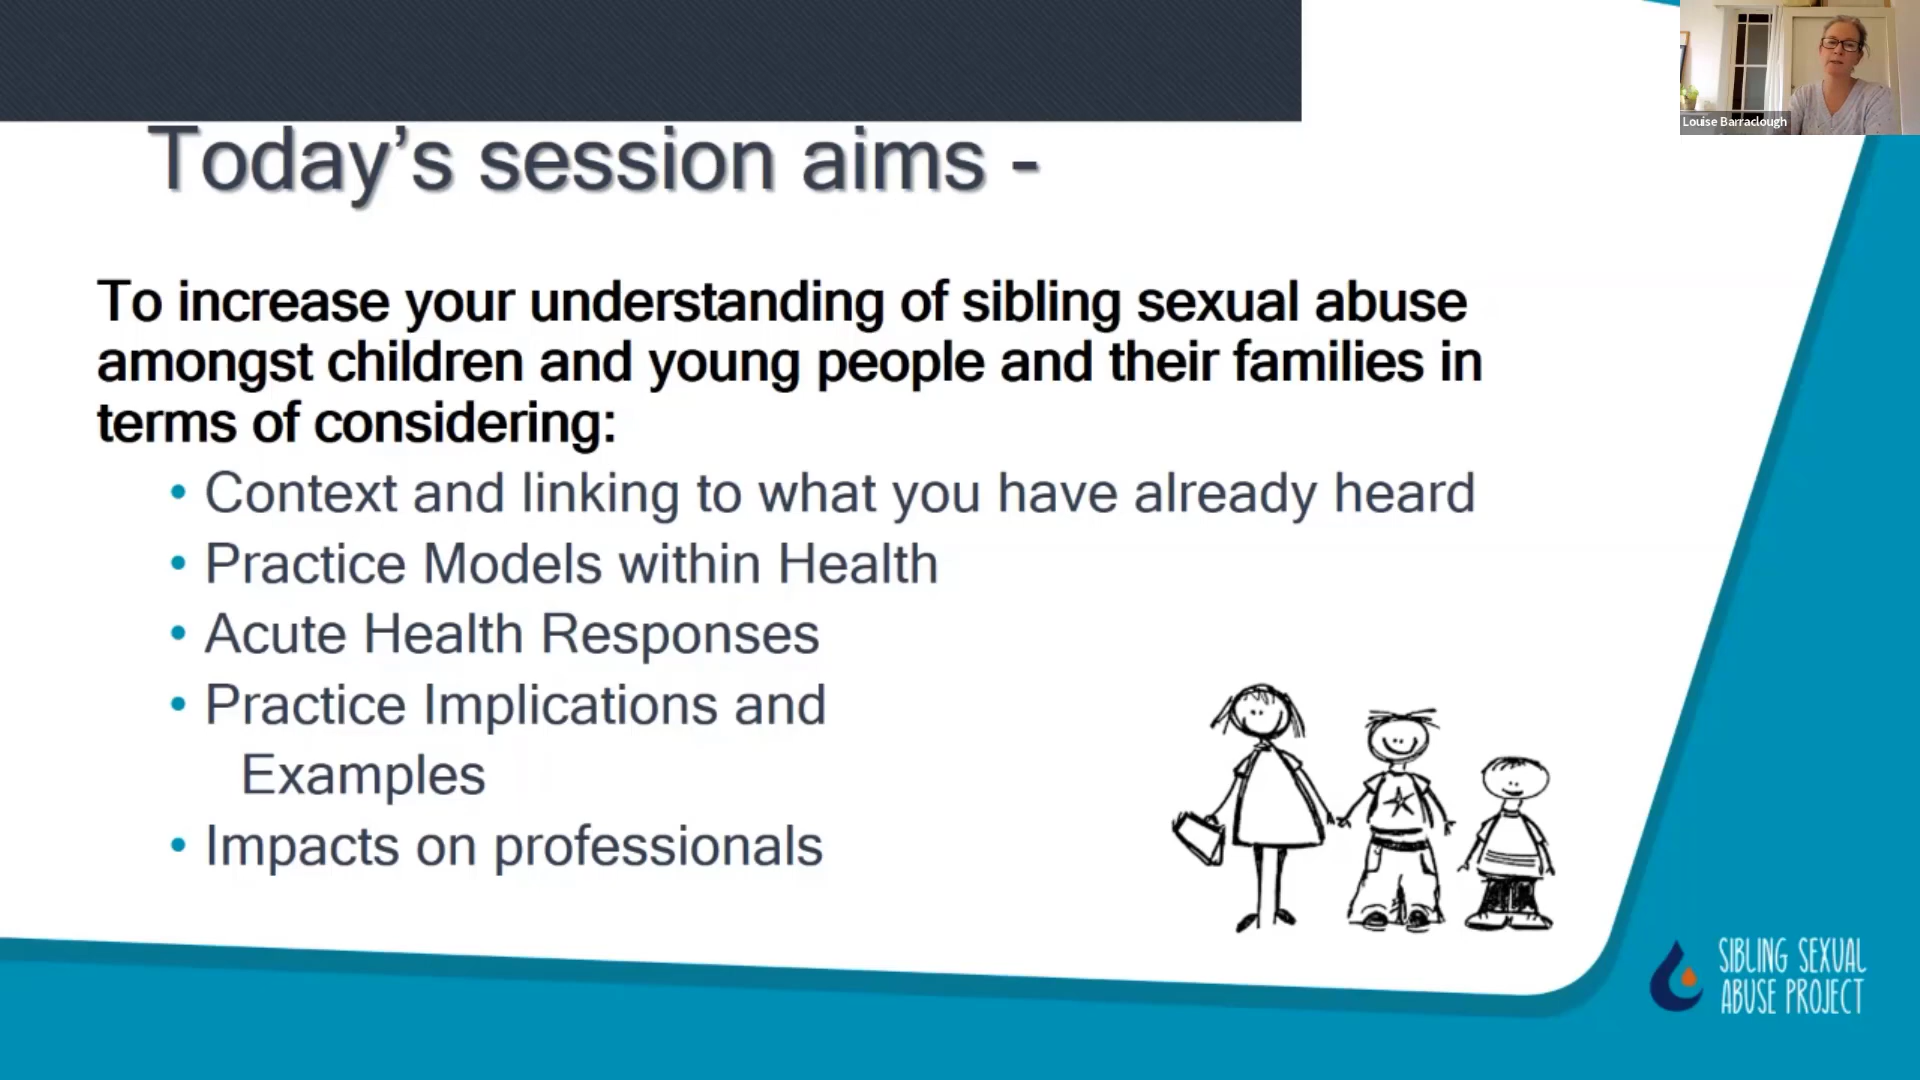 Louise Barraclough
Today's session aims -
To increase your understanding of sibling sexual abuse
amongst children and young people and their families in
terms of considering:
• Context and linking to what you have already heard
• Practice Models within Health
• Acute Health Responses
• Practice Implications and
Examples
• Impacts on professionals
SIBLING SEXUAL
ABUSE PROJECT